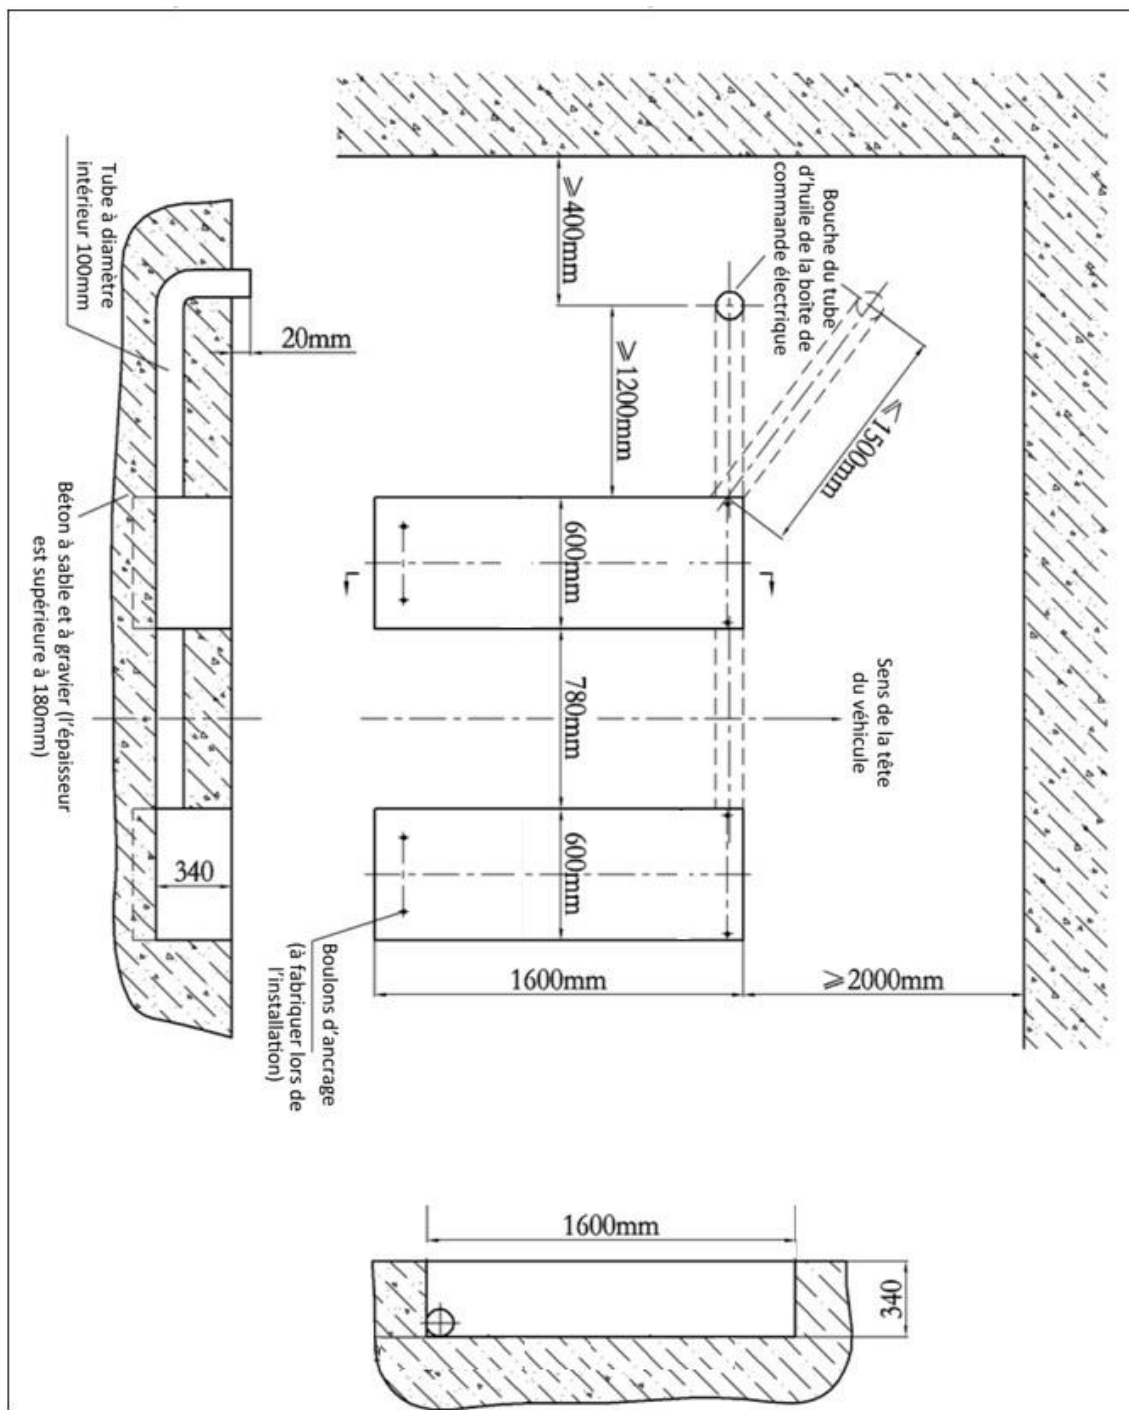 ≥400mm
Bouche du tube
d'huile de la boîte de
commande électrique
Tube à diamètre
intérieur 100mm
20mm
≥1200mm
≤1500mm
Béton à sable et à gravier (l'épaisseur
est supérieure à 180mm)
600mm
780mm
Sens de la tête
du véhicule
600mm
340
Boulons d'ancrage
(à fabriquer lors de
l'installation)
1600mm
≥2000mm
1600mm
340